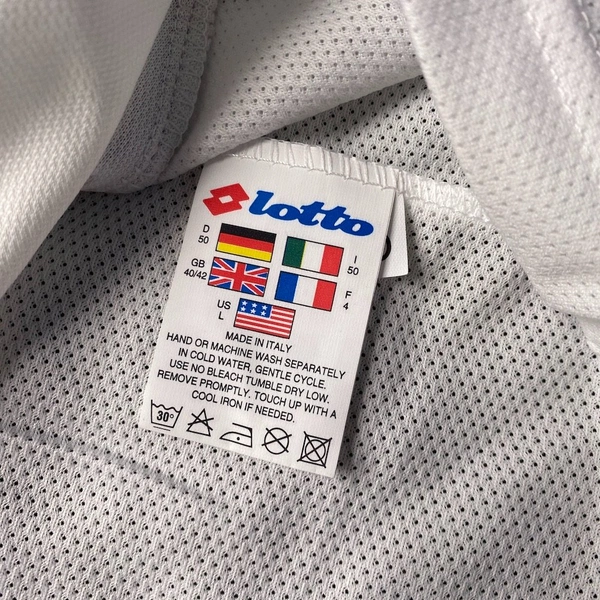 lotto
D
50
I
50
GB
40/42
F
4
US
L
MADE IN ITALY
HAND OR MACHINE WASH SEPARATELY
IN COLD WATER, GENTLE CYCLE.
USE NO BLEACH TUMBLE DRY LOW.
REMOVE PROMPTLY. TOUCH UP WITH A
COOL IRON IF NEEDED.
30°